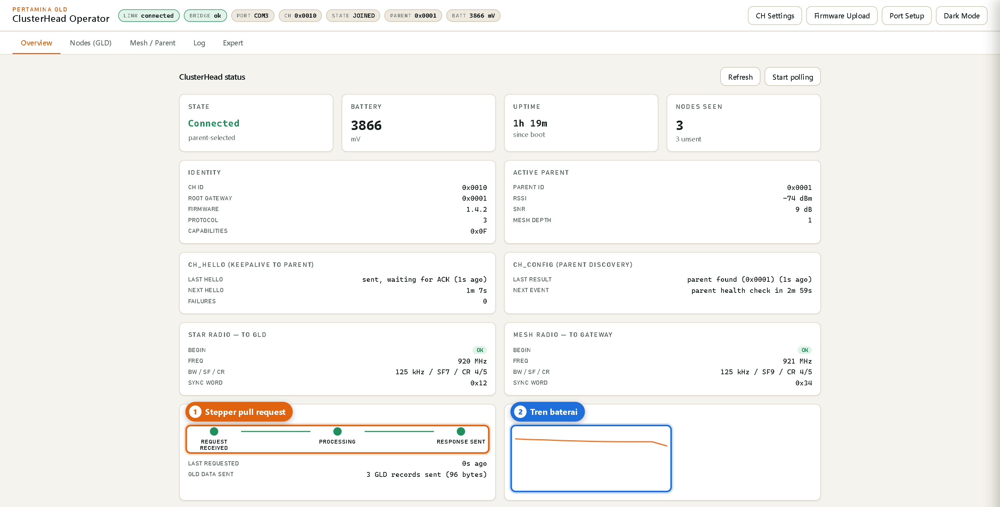 PERTAMINA GLD
ClusterHead Operator
LINK connected
BRIDGE ok
PORT COM3
CH 0x0010
STATE JOINED
PARENT 0x0001
BATT 3866 mV
CH Settings
Firmware Upload
Port Setup
Dark Mode
Overview
Nodes (GLD)
Mesh / Parent
Log
Expert
ClusterHead status
Refresh
Start polling
STATE
Connected
parent-selected
BATTERY
3866
mV
UPTIME
1h 19m
since boot
NODES SEEN
3
3 unsent
IDENTITY
CH ID 0x0010
ROOT GATEWAY 0x0001
FIRMWARE 1.4.2
PROTOCOL 3
CAPABILITIES 0x0F
ACTIVE PARENT
PARENT ID 0x0001
RSSI −74 dBm
SNR 9 dB
MESH DEPTH 1
CH_HELLO (KEEPALIVE TO PARENT)
LAST HELLO sent, waiting for ACK (1s ago)
NEXT HELLO 1m 7s
FAILURES 0
CH_CONFIG (PARENT DISCOVERY)
LAST RESULT parent found (0x0001) (1s ago)
NEXT EVENT parent health check in 2m 59s
STAR RADIO — TO GLD
BEGIN OK
FREQ 920 MHz
BW / SF / CR 125 kHz / SF7 / CR 4/5
SYNC WORD 0x12
MESH RADIO — TO GATEWAY
BEGIN OK
FREQ 921 MHz
BW / SF / CR 125 kHz / SF9 / CR 4/5
SYNC WORD 0x34
1 Stepper pull request
REQUEST RECEIVED
PROCESSING
RESPONSE SENT
LAST REQUESTED 0s ago
GLD DATA SENT 3 GLD records sent (96 bytes)
2 Tren baterai